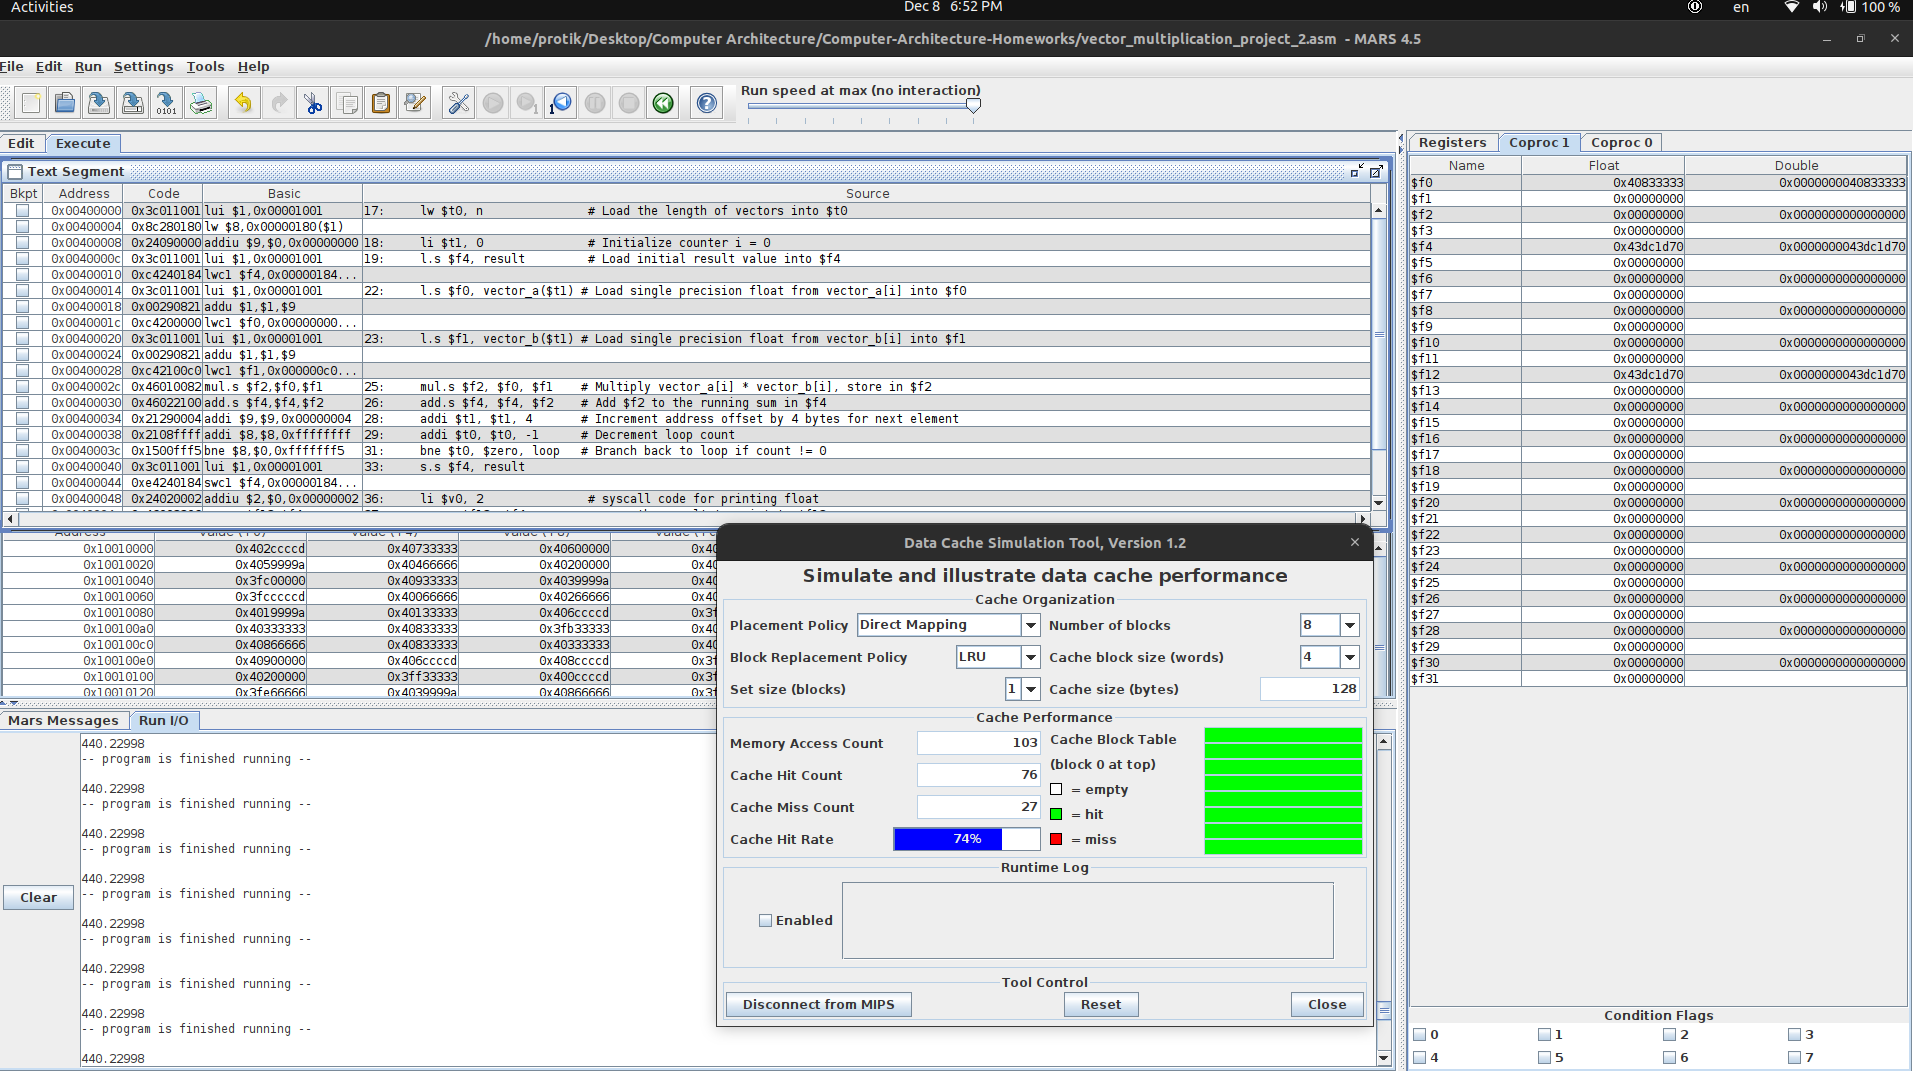 Activities
Dec 8 6:52 PM
en
100 %
/home/protik/Desktop/Computer Architecture/Computer-Architecture-Homeworks/vector_multiplication_project_2.asm - MARS 4.5
File Edit Run Settings Tools Help
Run speed at max (no interaction)
Edit Execute
Text Segment
Bkpt Address Code Basic Source
0x00400000 0x3c011001 lui $1,0x00001001 17: lw $t0, n # Load the length of vectors into $t0
0x00400004 0x8c280180 lw $8,0x00000180($1)
0x00400008 0x24090000 addiu $9,$0,0x00000000 18: li $t1, 0 # Initialize counter i = 0
0x0040000c 0x3c011001 lui $1,0x00001001 19: l.s $f4, result # Load initial result value into $f4
0x00400010 0xc4240184 lwc1 $f4,0x00000184...
0x00400014 0x3c011001 lui $1,0x00001001 22: l.s $f0, vector_a($t1) # Load single precision float from vector_a[i] into $f0
0x00400018 0x00290821 addu $1,$1,$9
0x0040001c 0xc4200000 lwc1 $f0,0x00000000...
0x00400020 0x3c011001 lui $1,0x00001001 23: l.s $f1, vector_b($t1) # Load single precision float from vector_b[i] into $f1
0x00400024 0x00290821 addu $1,$1,$9
0x00400028 0xc42100c0 lwc1 $f1,0x000000c0...
0x0040002c 0x46010082 mul.s $f2,$f0,$f1 25: mul.s $f2, $f0, $f1 # Multiply vector_a[i] * vector_b[i], store in $f2
0x00400030 0x46022100 add.s $f4,$f4,$f2 26: add.s $f4, $f4, $f2 # Add $f2 to the running sum in $f4
0x00400034 0x21290004 addi $9,$9,0x00000004 28: addi $t1, $t1, 4 # Increment address offset by 4 bytes for next element
0x00400038 0x2108ffff addi $8,$8,0xffffffff 29: addi $t0, $t0, -1 # Decrement loop count
0x0040003c 0x1500fff5 bne $8,$0,0xfffffff5 31: bne $t0, $zero, loop # Branch back to loop if count != 0
0x00400040 0x3c011001 lui $1,0x00001001 33: s.s $f4, result
0x00400044 0xe4240184 swc1 $f4,0x00000184...
0x00400048 0x24020002 addiu $2,$0,0x00000002 36: li $v0, 2 # syscall code for printing float
0x10010000 0x402ccccd 0x40733333 0x40600000 0x40
0x10010020 0x4059999a 0x40466666 0x40200000 0x40
0x10010040 0x3fc00000 0x40933333 0x4039999a 0x40
0x10010060 0x3fcccccd 0x40066666 0x40266666 0x40
0x10010080 0x4019999a 0x40133333 0x406ccccd 0x3f
0x100100a0 0x40333333 0x40833333 0x3fb33333 0x40
0x100100c0 0x40866666 0x40833333 0x40333333 0x40
0x100100e0 0x40900000 0x406ccccd 0x408ccccd 0x3f
0x10010100 0x40200000 0x3ff33333 0x400ccccd 0x3f
0x10010120 0x3fe66666 0x4039999a 0x40866666 0x3f
Mars Messages Run I/O
Clear
440.22998
-- program is finished running --
440.22998
-- program is finished running --
440.22998
-- program is finished running --
440.22998
-- program is finished running --
440.22998
-- program is finished running --
440.22998
-- program is finished running --
440.22998
-- program is finished running --
440.22998
Data Cache Simulation Tool, Version 1.2
Simulate and illustrate data cache performance
Cache Organization
Placement Policy Direct Mapping Number of blocks 8
Block Replacement Policy LRU Cache block size (words) 4
Set size (blocks) 1 Cache size (bytes) 128
Cache Performance
Memory Access Count 103 Cache Block Table
(block 0 at top)
Cache Hit Count 76
= empty
Cache Miss Count 27
= hit
Cache Hit Rate 74% = miss
Runtime Log
Enabled
Tool Control
Disconnect from MIPS Reset Close
Registers Coproc 1 Coproc 0
Name Float Double
$f0 0x40833333 0x0000000040833333
$f1 0x00000000
$f2 0x00000000 0x0000000000000000
$f3 0x00000000
$f4 0x43dc1d70 0x0000000043dc1d70
$f5 0x00000000
$f6 0x00000000 0x0000000000000000
$f7 0x00000000
$f8 0x00000000 0x0000000000000000
$f9 0x00000000
$f10 0x00000000 0x0000000000000000
$f11 0x00000000
$f12 0x43dc1d70 0x0000000043dc1d70
$f13 0x00000000
$f14 0x00000000 0x0000000000000000
$f15 0x00000000
$f16 0x00000000 0x0000000000000000
$f17 0x00000000
$f18 0x00000000 0x0000000000000000
$f19 0x00000000
$f20 0x00000000 0x0000000000000000
$f21 0x00000000
$f22 0x00000000 0x0000000000000000
$f23 0x00000000
$f24 0x00000000 0x0000000000000000
$f25 0x00000000
$f26 0x00000000 0x0000000000000000
$f27 0x00000000
$f28 0x00000000 0x0000000000000000
$f29 0x00000000
$f30 0x00000000 0x0000000000000000
$f31 0x00000000
Condition Flags
0 1 2 3
4 5 6 7